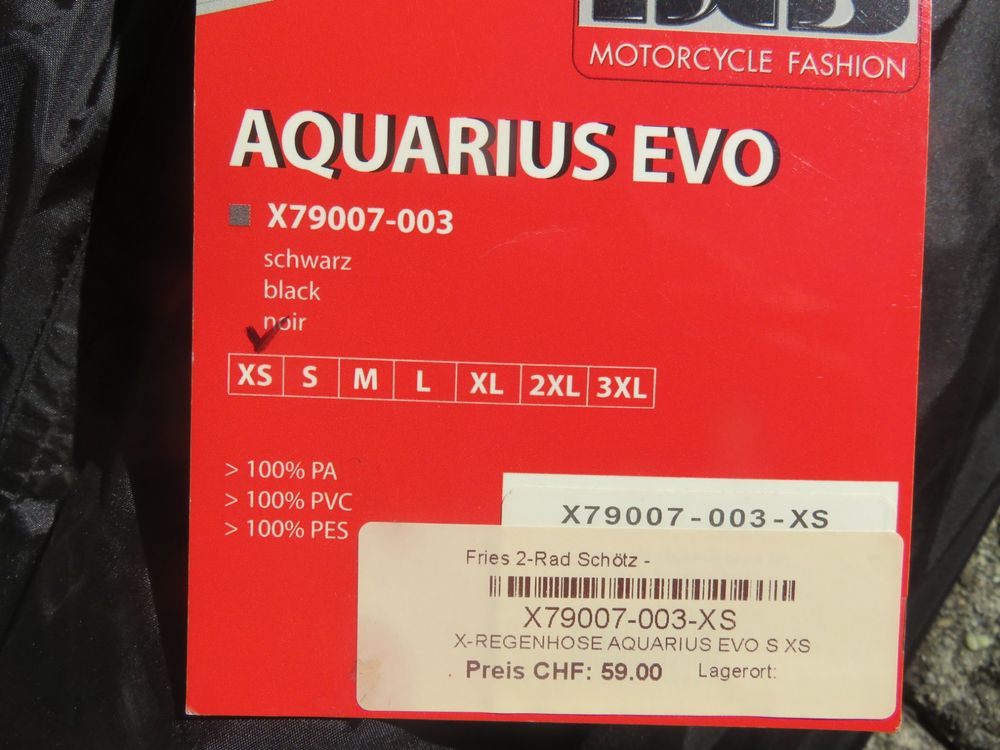 MOTORCYCLE FASHION
AQUARIUS EVO
X79007-003
schwarz
black
noir
XS S M L XL 2XL 3XL
> 100% PA
> 100% PVC
> 100% PES
X79007-003-XS
Fries 2-Rad Schötz -
X79007-003-XS
X-REGENHOSE AQUARIUS EVO S XS
Preis CHF: 59.00 Lagerort: